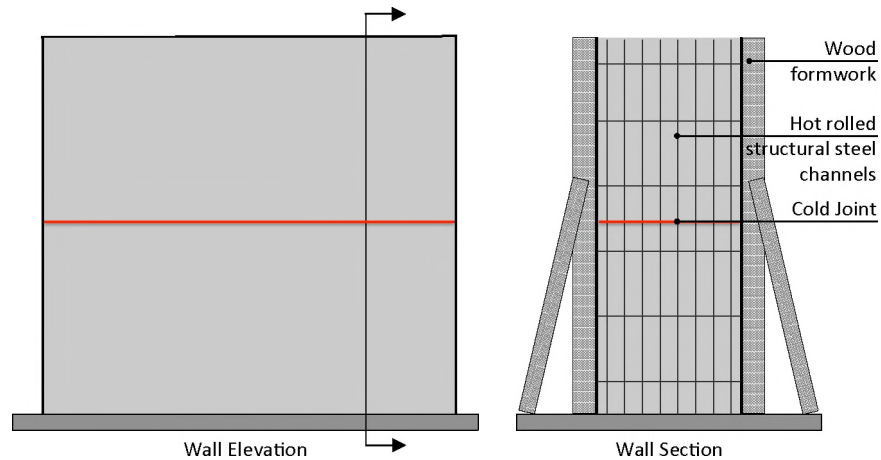 Wood
formwork
Hot rolled
structural steel
channels
Cold Joint
Wall Elevation
Wall Section